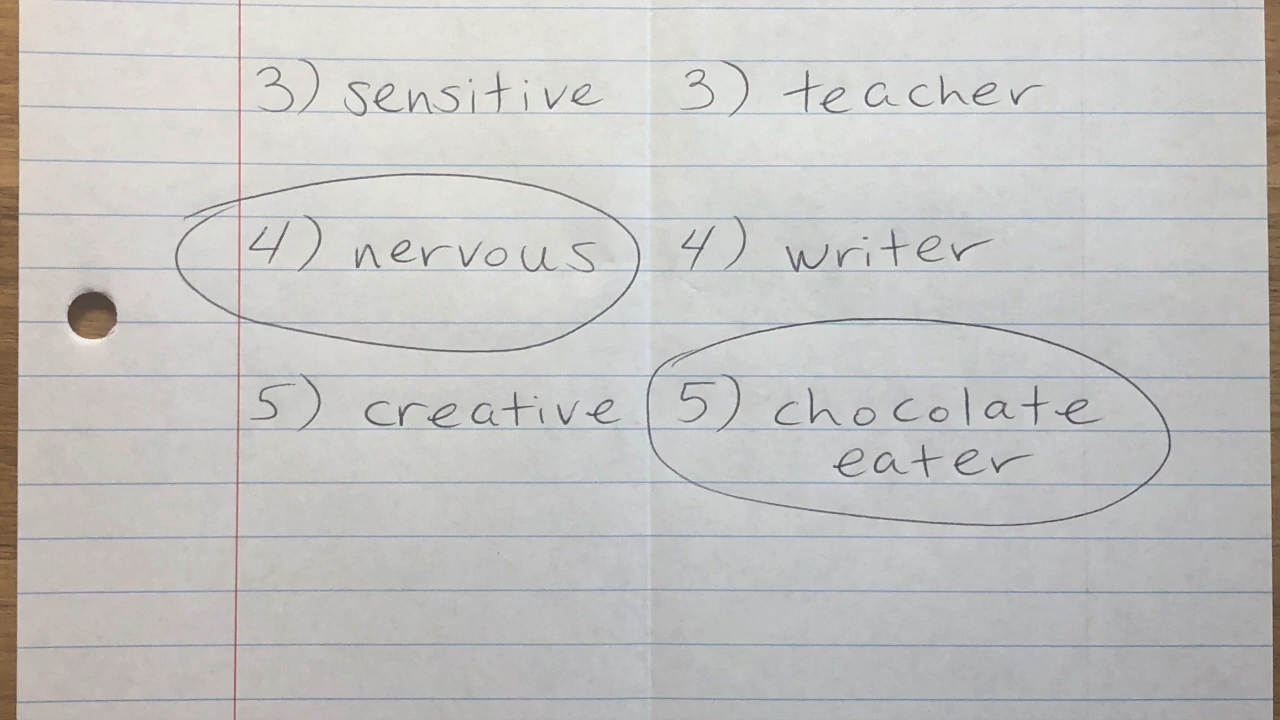 3) sensitive 3) teacher
4) nervous 4) writer
5) creative 5) chocolate
eater